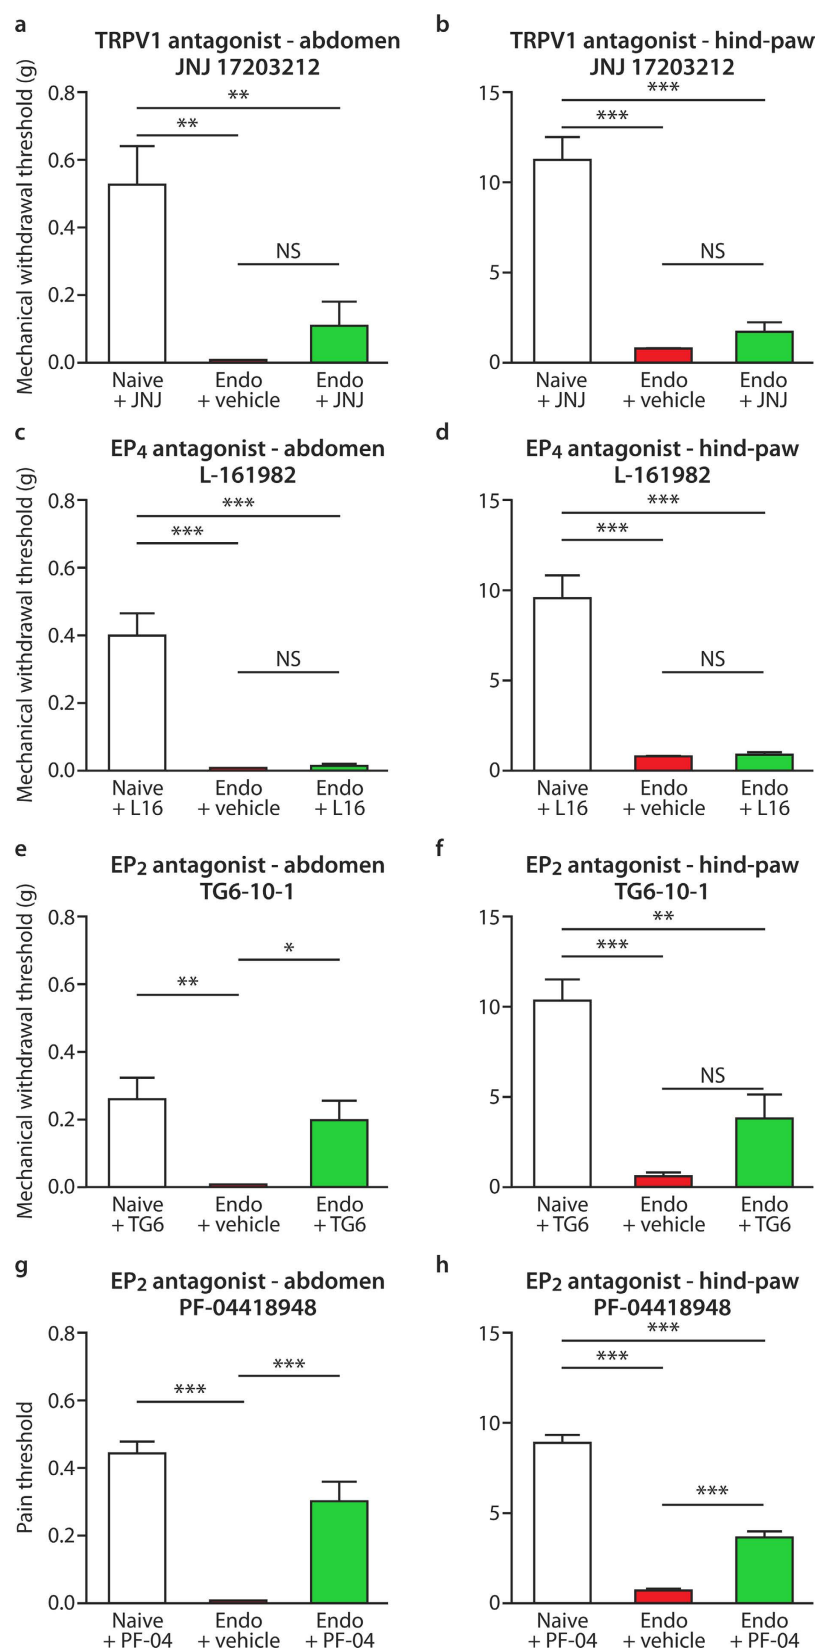 a
TRPV1 antagonist - abdomen
JNJ 17203212
Mechanical withdrawal threshold (g)
0.8
0.6
0.4
0.2
0.0
**
**
NS
Naive
+ JNJ
Endo
+ vehicle
Endo
+ JNJ
b
TRPV1 antagonist - hind-paw
JNJ 17203212
15
10
5
0
***
***
NS
Naive
+ JNJ
Endo
+ vehicle
Endo
+ JNJ
c
EP4 antagonist - abdomen
L-161982
Mechanical withdrawal threshold (g)
0.8
0.6
0.4
0.2
0.0
***
***
NS
Naive
+ L16
Endo
+ vehicle
Endo
+ L16
d
EP4 antagonist - hind-paw
L-161982
15
10
5
0
***
***
NS
Naive
+ L16
Endo
+ vehicle
Endo
+ L16
e
EP2 antagonist - abdomen
TG6-10-1
Mechanical withdrawal threshold (g)
0.8
0.6
0.4
0.2
0.0
*
**
Naive
+ TG6
Endo
+ vehicle
Endo
+ TG6
f
EP2 antagonist - hind-paw
TG6-10-1
15
10
5
0
**
***
NS
Naive
+ TG6
Endo
+ vehicle
Endo
+ TG6
g
EP2 antagonist - abdomen
PF-04418948
Pain threshold
0.8
0.6
0.4
0.2
0.0
***
***
Naive
+ PF-04
Endo
+ vehicle
Endo
+ PF-04
h
EP2 antagonist - hind-paw
PF-04418948
15
10
5
0
***
***
***
Naive
+ PF-04
Endo
+ vehicle
Endo
+ PF-04